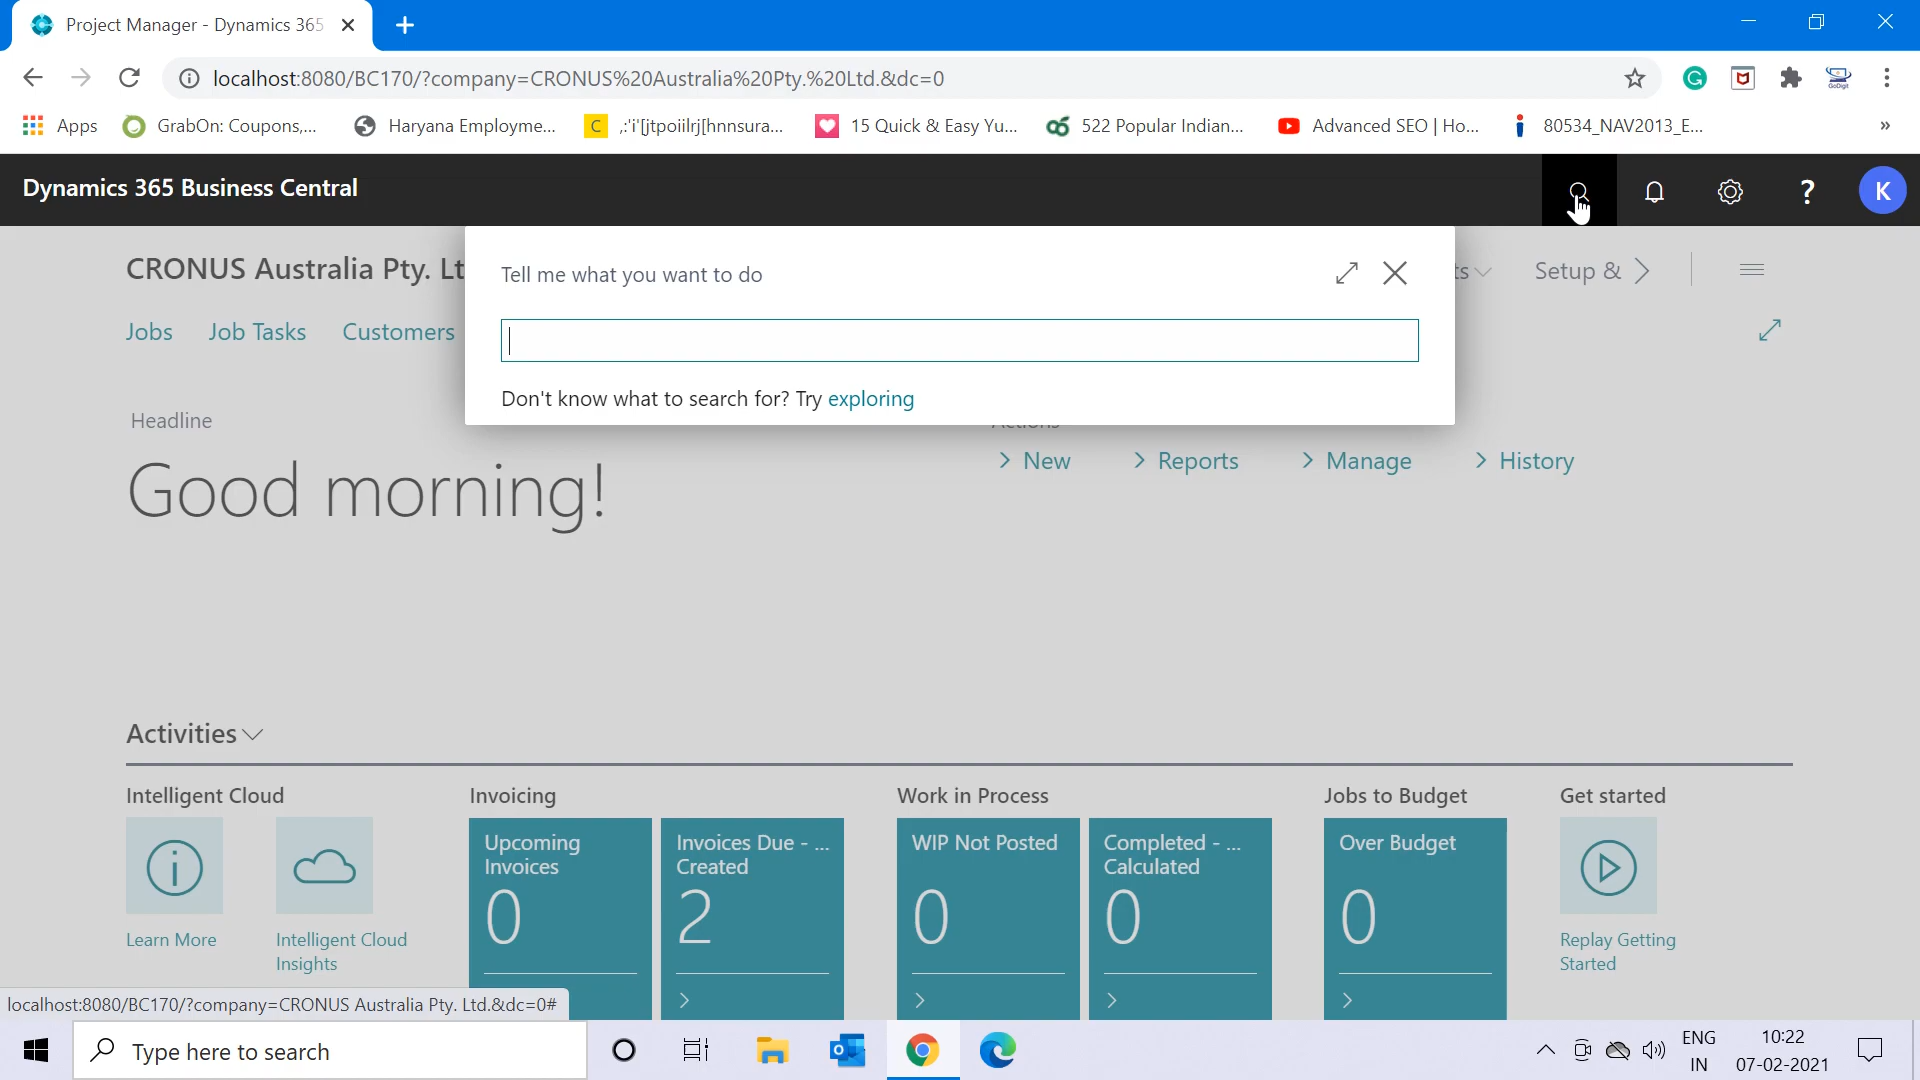 Project Manager - Dynamics 365
localhost:8080/BC170/?company=CRONUS%20Australia%20Pty.%20Ltd.&dc=0
Apps
GrabOn: Coupons,...
Haryana Employme...
C
,:'i'[jtpoiilrj[hnnsura...
15 Quick & Easy Yu...
522 Popular Indian...
Advanced SEO | Ho...
80534_NAV2013_E...
»
Dynamics 365 Business Central
?
K
CRONUS Australia Pty. Lt
Setup &
Jobs
Job Tasks
Customers
Tell me what you want to do
Don't know what to search for? Try exploring
Headline
Good morning!
Actions
> New
> Reports
> Manage
> History
Activities
Intelligent Cloud
Learn More
Intelligent Cloud
Insights
Invoicing
Upcoming
Invoices
0
Invoices Due - ...
Created
2
Work in Process
WIP Not Posted
0
Completed - ...
Calculated
0
Jobs to Budget
Over Budget
0
Get started
Replay Getting
Started
localhost:8080/BC170/?company=CRONUS Australia Pty. Ltd.&dc=0#
Type here to search
ENG
IN
10:22
07-02-2021